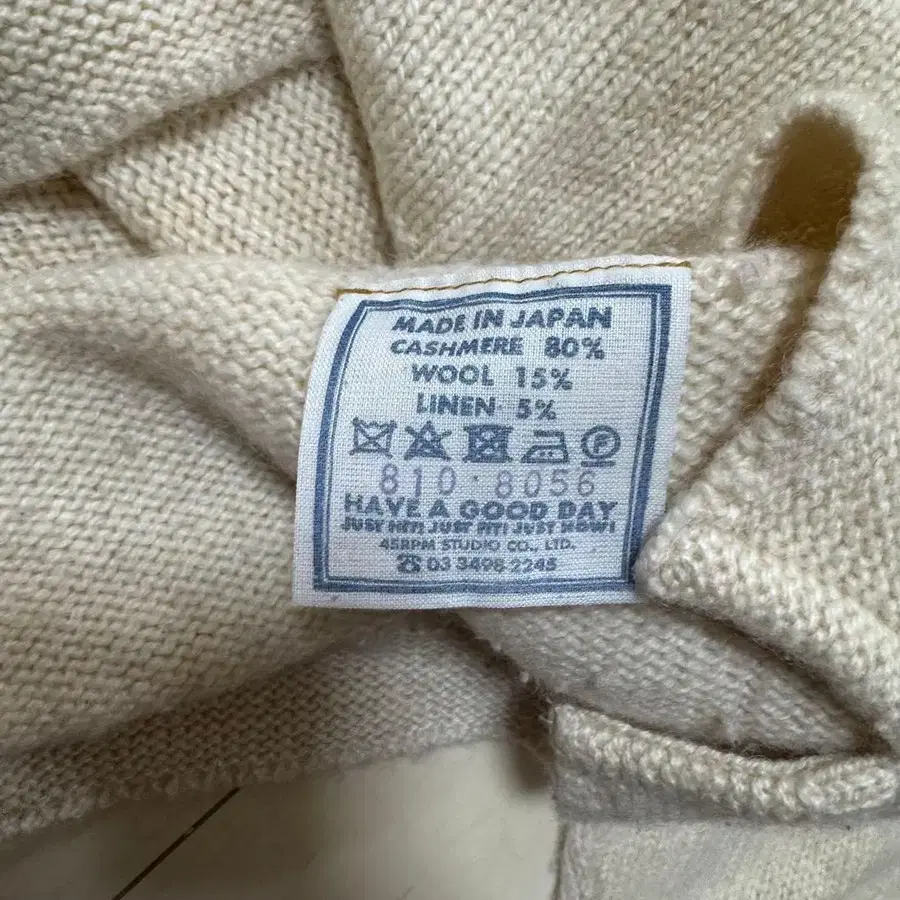 MADE IN JAPAN
CASHMERE 80%
WOOL 15%
LINEN 5%
F
810 8056
HAVE A GOOD DAY
JUST HIT! JUST FIT! JUST NOW!
45RPM STUDIO CO., LTD.
☎ 03 3498 2245